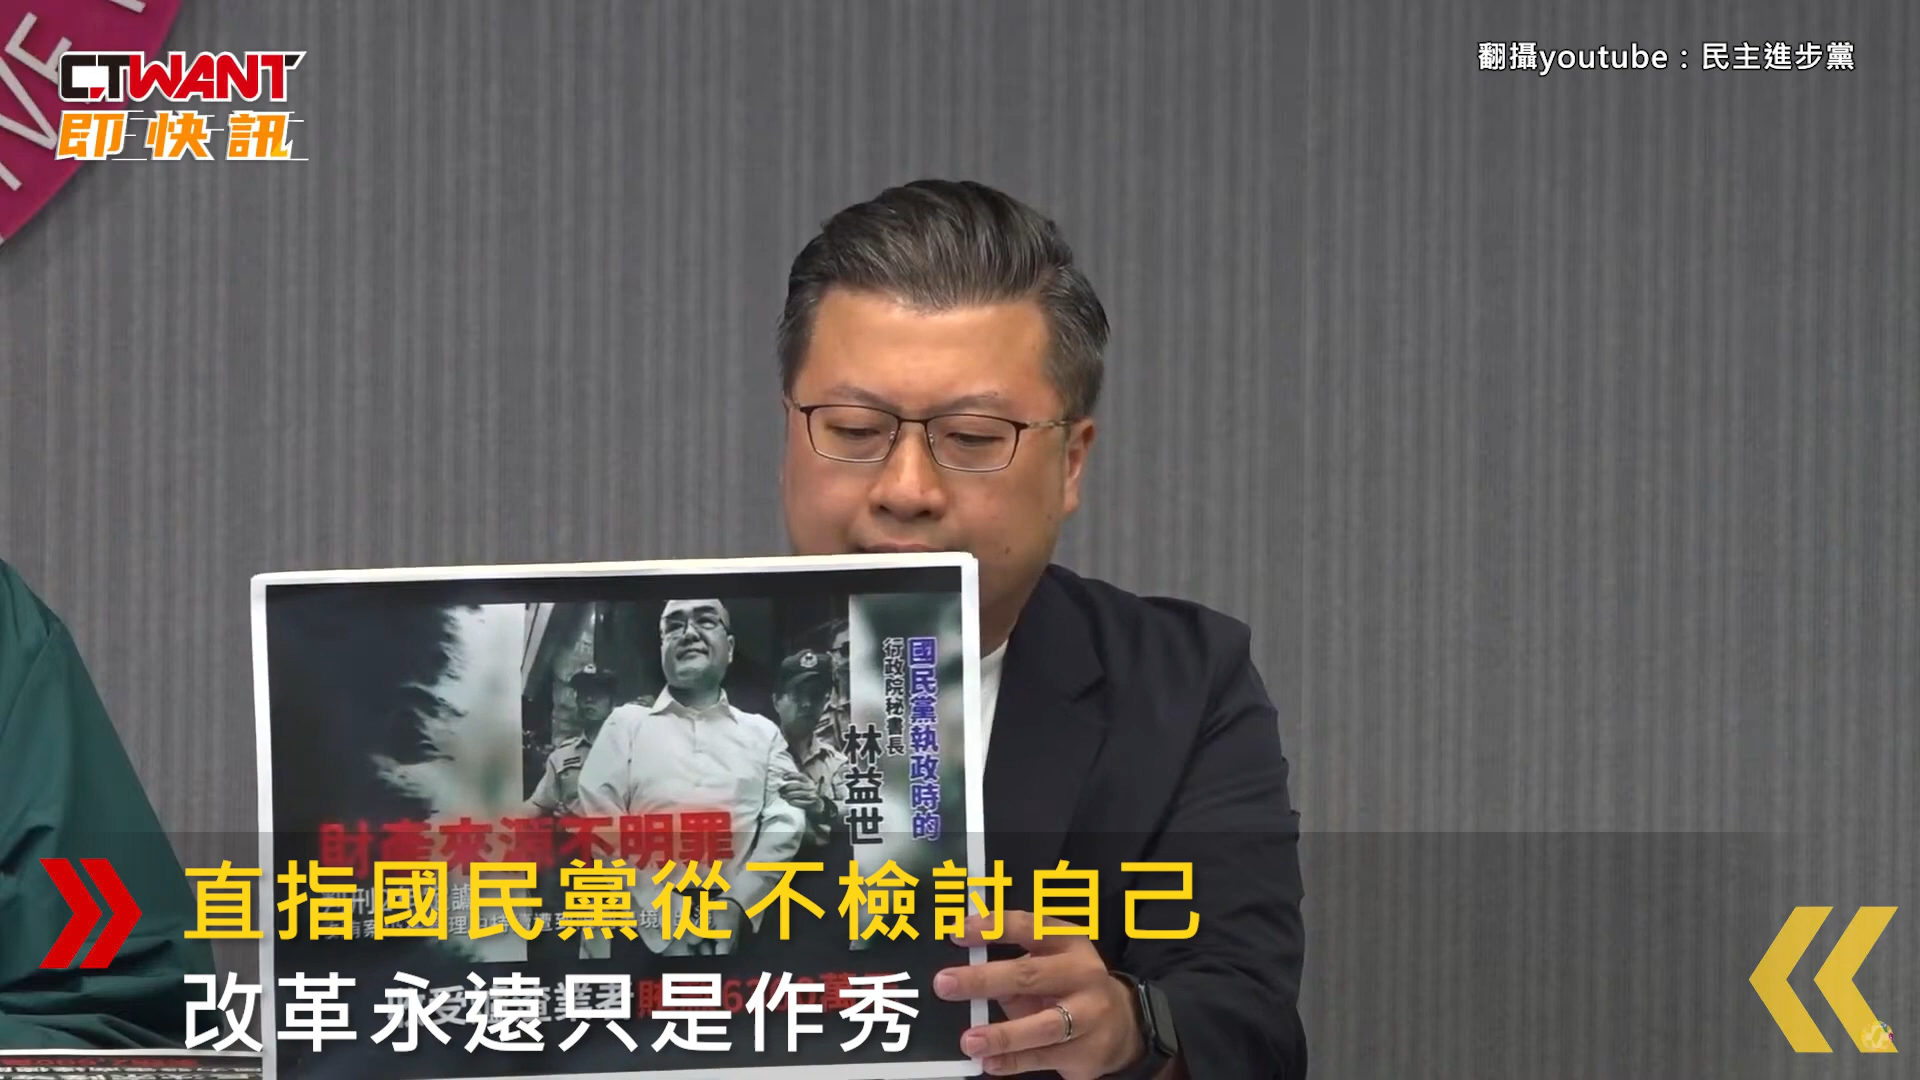 CTWANT
即快訊
翻攝youtube：民主進步黨
國民黨執政時的
行政院秘書長
林益世
財產來源不明罪
直指國民黨從不檢討自己
改革永遠只是作秀